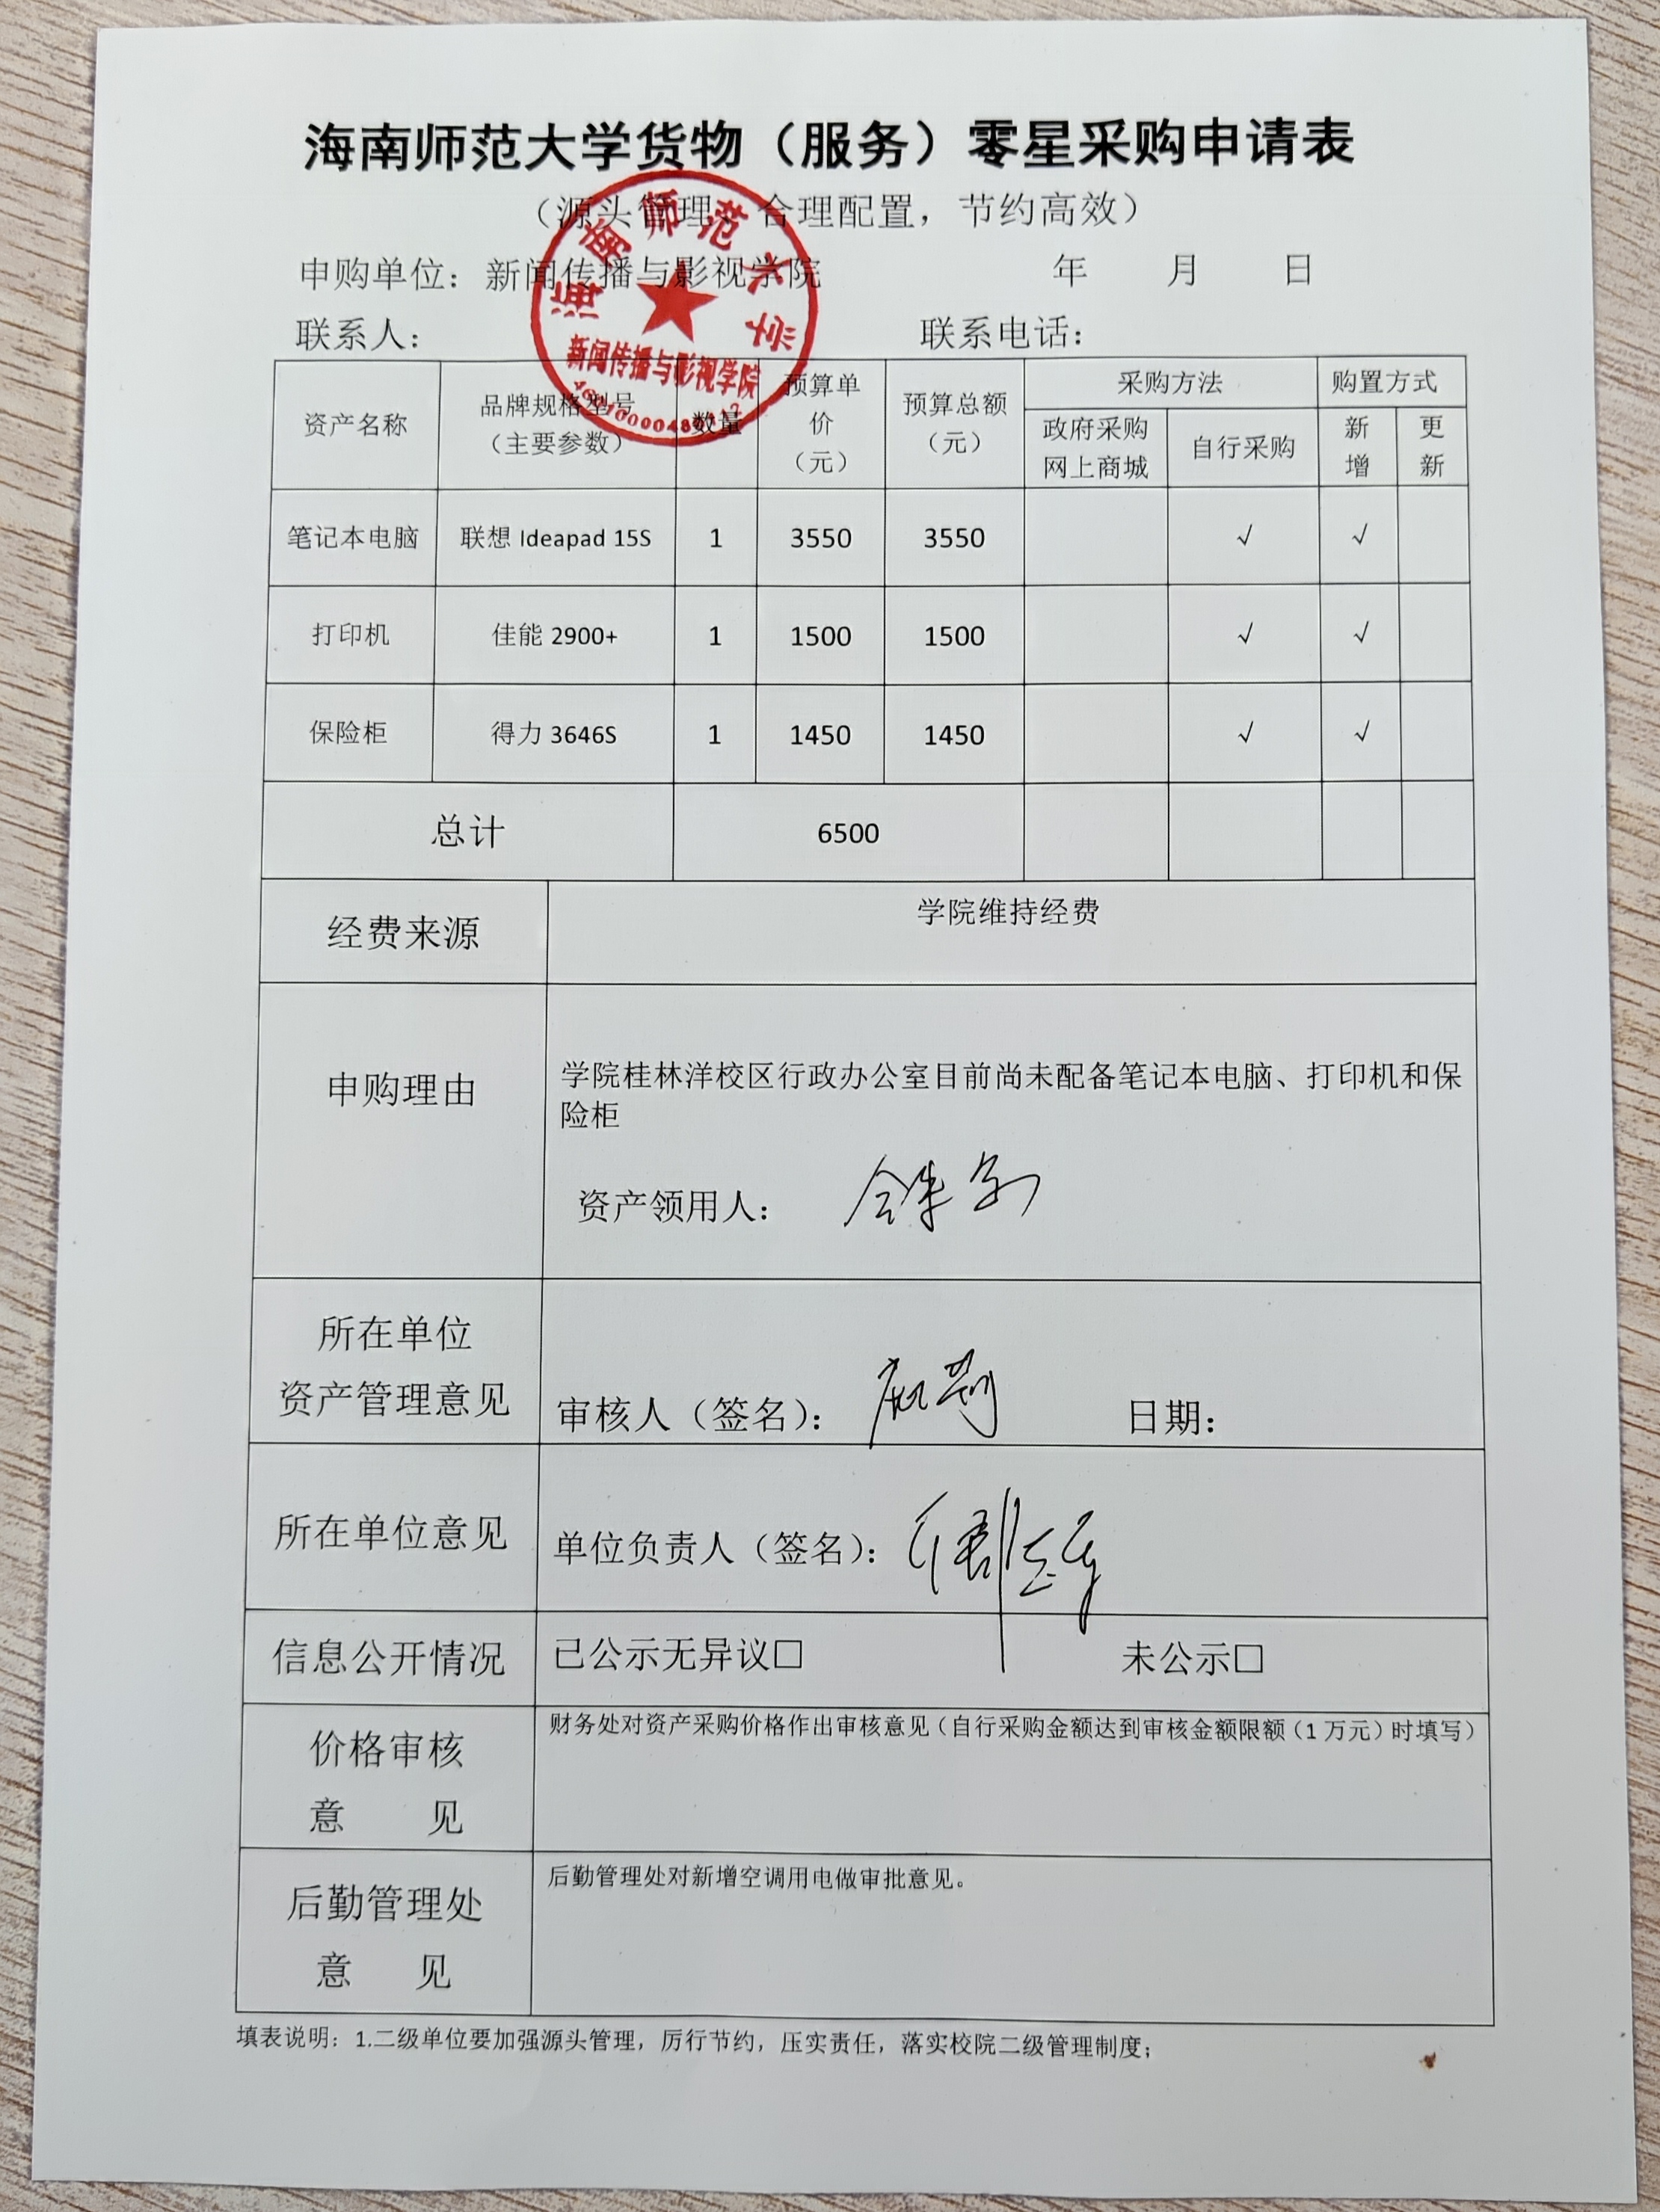 海南师范大学货物（服务）零星采购申请表
（源头管理、合理配置，节约高效）
申购单位：新闻传播与影视学院 年 月 日
联系人： 联系电话：
海南师范大学
新闻传播与影视学院
资产名称 品牌规格型号（主要参数） 数量 预算单价（元） 预算总额（元） 采购方法 购置方式
政府采购网上商城 自行采购 新增 更新
笔记本电脑 联想 Ideapad 15S 1 3550 3550 √ √
打印机 佳能 2900+ 1 1500 1500 √ √
保险柜 得力 3646S 1 1450 1450 √ √
总计 6500
经费来源 学院维持经费
申购理由 学院桂林洋校区行政办公室目前尚未配备笔记本电脑、打印机和保
险柜
资产领用人：
所在单位
资产管理意见 审核人（签名）： 日期：
所在单位意见 单位负责人（签名）：
信息公开情况 已公示无异议□ 未公示□
价格审核
意 见
财务处对资产采购价格作出审核意见（自行采购金额达到审核金额限额（1 万元）时填写）
后勤管理处
意 见
后勤管理处对新增空调用电做审批意见。
填表说明：1.二级单位要加强源头管理，厉行节约，压实责任，落实校院二级管理制度；